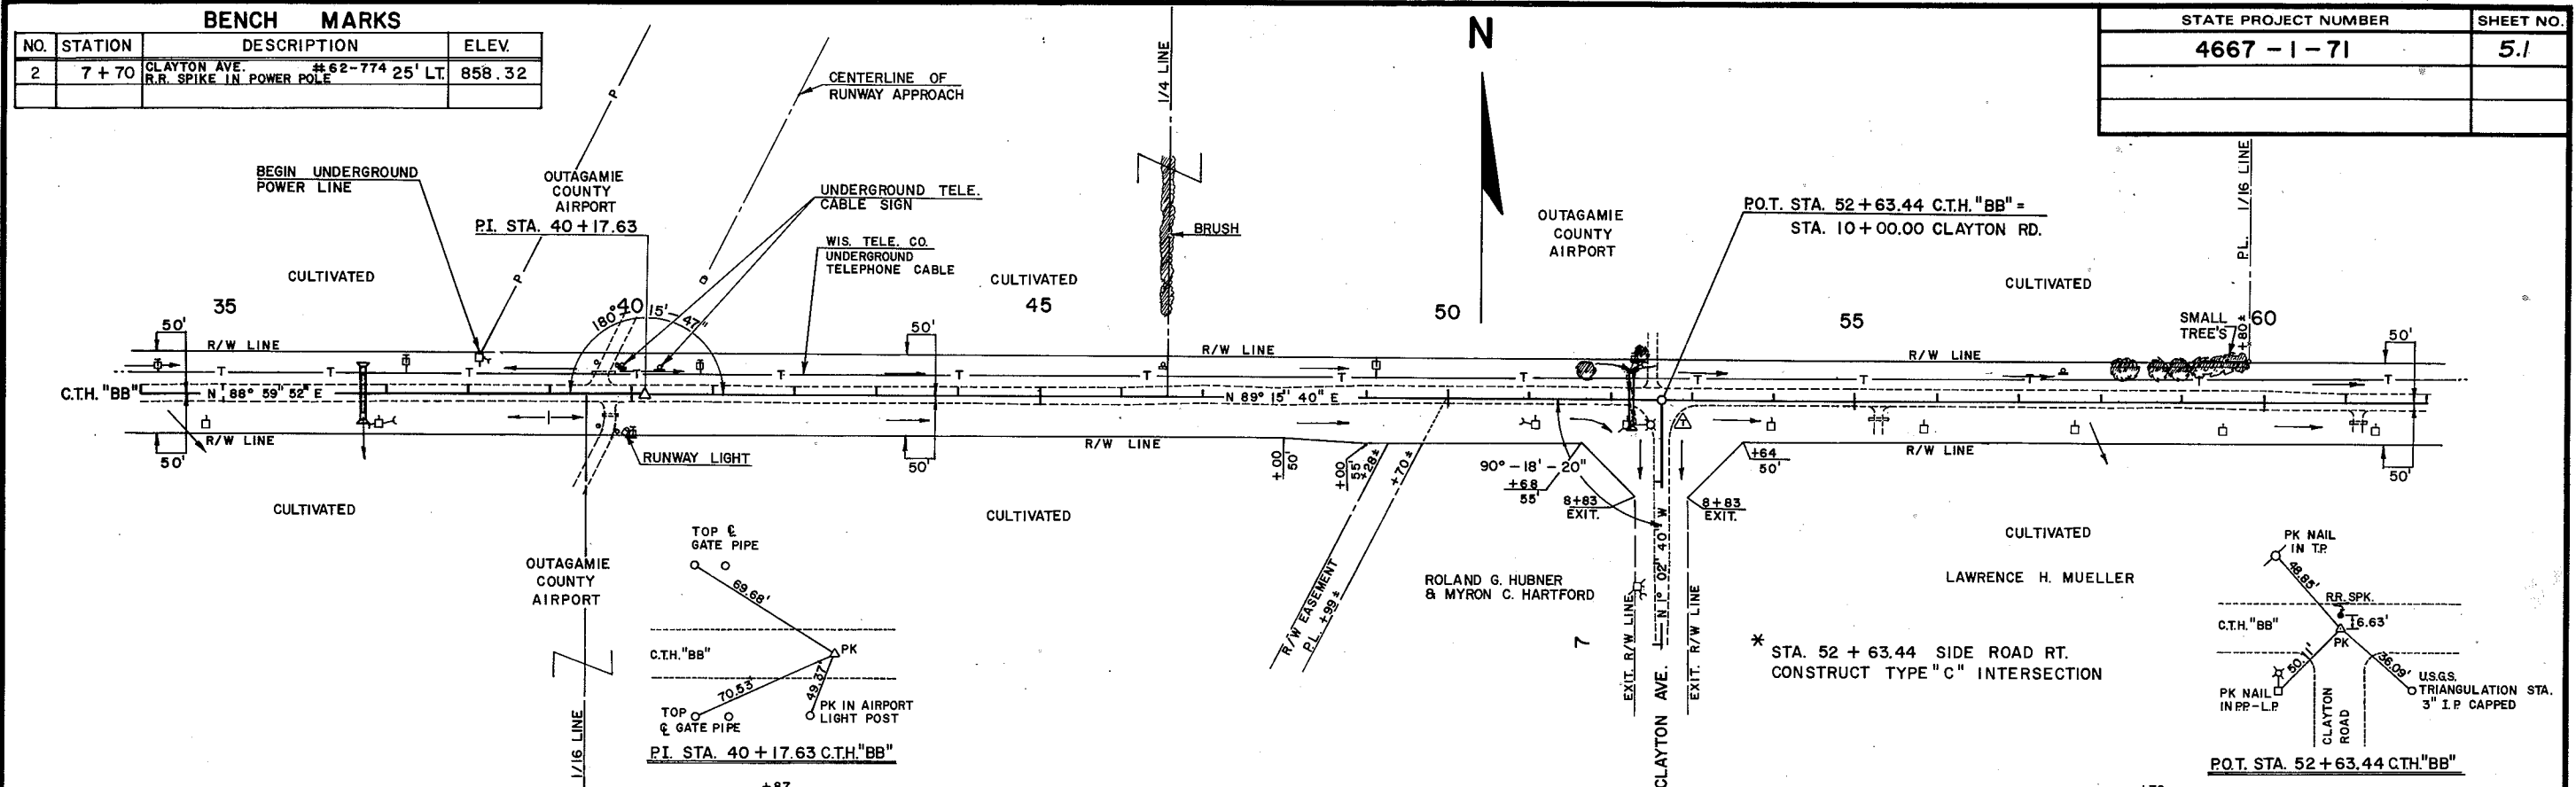 BENCH MARKS
NO. STATION DESCRIPTION ELEV.
2 7+70 CLAYTON AVE. #62-774 25' LT. 858.32
R.R. SPIKE IN POWER POLE
STATE PROJECT NUMBER SHEET NO.
4667-1-71 5.1
N
CENTERLINE OF
RUNWAY APPROACH
1/4 LINE
P
P
BEGIN UNDERGROUND
POWER LINE
OUTAGAMIE
COUNTY
AIRPORT
P.I. STA. 40+17.63
UNDERGROUND TELE.
CABLE SIGN
WIS. TELE. CO.
UNDERGROUND
TELEPHONE CABLE
BRUSH
OUTAGAMIE
COUNTY
AIRPORT
P.O.T. STA. 52+63.44 C.T.H."BB"=
STA. 10+00.00 CLAYTON RD.
P.L. 1/16 LINE
CULTIVATED
CULTIVATED
CULTIVATED
35
40
45
50
55
60
180° 15'-47"
SMALL
TREE'S
+80±
50'
50'
50'
R/W LINE
R/W LINE
R/W LINE
T T T T T T T T T T T T T
C.T.H. "BB"
N 88° 59' 52" E
N 89° 15' 40" E
R/W LINE
R/W LINE
R/W LINE
50'
50'
50'
RUNWAY LIGHT
+00
50'
+00
55'
+28±
+70±
90°-18'-20"
+68
55'
8+83
EXIT.
8+83
EXIT.
+64
50'
CULTIVATED
CULTIVATED
CULTIVATED
OUTAGAMIE
COUNTY
AIRPORT
1/16 LINE
TOP ℄
GATE PIPE
69.68'
C.T.H."BB"
PK
70.53'
49.37'
TOP
℄ GATE PIPE
PK IN AIRPORT
LIGHT POST
P.I. STA. 40+17.63 C.T.H."BB"
R/W EASEMENT
P.L. +99±
ROLAND G. HUBNER
& MYRON C. HARTFORD
7
EXIT. R/W LINE
N 1° 02' 40" W
CLAYTON AVE.
EXIT. R/W LINE
LAWRENCE H. MUELLER
* STA. 52 + 63.44 SIDE ROAD RT.
CONSTRUCT TYPE "C" INTERSECTION
PK NAIL
IN T.P.
48.85'
R.R. SPK.
C.T.H. "BB"
6.63'
PK
50.11'
36.09'
PK NAIL
IN P.P.-L.P.
U.S.G.S.
TRIANGULATION STA.
3" I.P. CAPPED
CLAYTON
ROAD
P.O.T. STA. 52+63.44 C.T.H."BB"